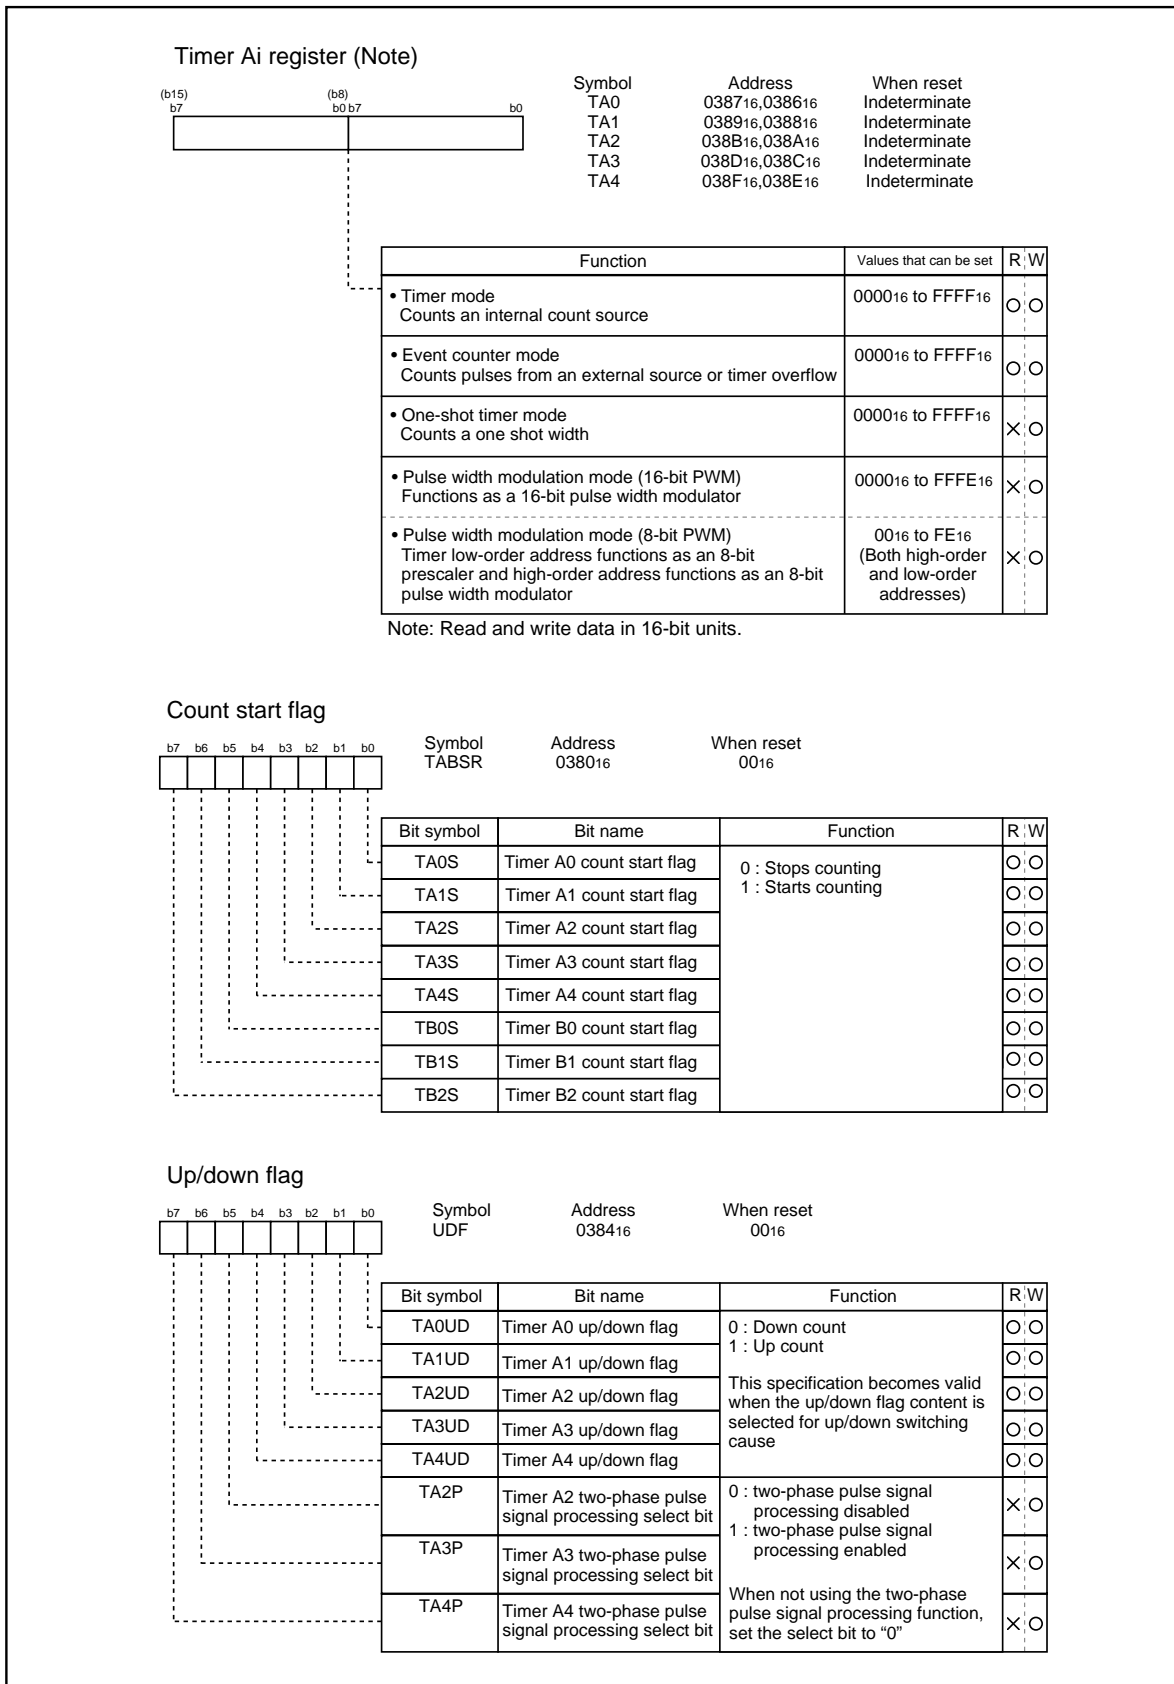 Timer Ai register (Note)
Symbol Address When reset
TA0 038716,038616 Indeterminate
TA1 038916,038816 Indeterminate
TA2 038B16,038A16 Indeterminate
TA3 038D16,038C16 Indeterminate
TA4 038F16,038E16 Indeterminate
(b15) (b8)
b7 b0 b7 b0
Function Values that can be set R W
• Timer mode 000016 to FFFF16
Counts an internal count source
• Event counter mode 000016 to FFFF16
Counts pulses from an external source or timer overflow
• One-shot timer mode 000016 to FFFF16
Counts a one shot width
• Pulse width modulation mode (16-bit PWM) 000016 to FFFE16
Functions as a 16-bit pulse width modulator
• Pulse width modulation mode (8-bit PWM) 0016 to FE16
Timer low-order address functions as an 8-bit (Both high-order
prescaler and high-order address functions as an 8-bit and low-order
pulse width modulator addresses)
Note: Read and write data in 16-bit units.
Count start flag
Symbol Address When reset
TABSR 038016 0016
b7 b6 b5 b4 b3 b2 b1 b0
Bit symbol Bit name Function R W
TA0S Timer A0 count start flag 0 : Stops counting
1 : Starts counting
TA1S Timer A1 count start flag
TA2S Timer A2 count start flag
TA3S Timer A3 count start flag
TA4S Timer A4 count start flag
TB0S Timer B0 count start flag
TB1S Timer B1 count start flag
TB2S Timer B2 count start flag
Up/down flag
Symbol Address When reset
UDF 038416 0016
b7 b6 b5 b4 b3 b2 b1 b0
Bit symbol Bit name Function R W
TA0UD Timer A0 up/down flag 0 : Down count
1 : Up count
TA1UD Timer A1 up/down flag
This specification becomes valid
TA2UD Timer A2 up/down flag when the up/down flag content is
TA3UD Timer A3 up/down flag selected for up/down switching
cause
TA4UD Timer A4 up/down flag
TA2P Timer A2 two-phase pulse 0 : two-phase pulse signal
signal processing select bit processing disabled
1 : two-phase pulse signal
TA3P Timer A3 two-phase pulse processing enabled
signal processing select bit
When not using the two-phase
TA4P Timer A4 two-phase pulse pulse signal processing function,
signal processing select bit set the select bit to “0”